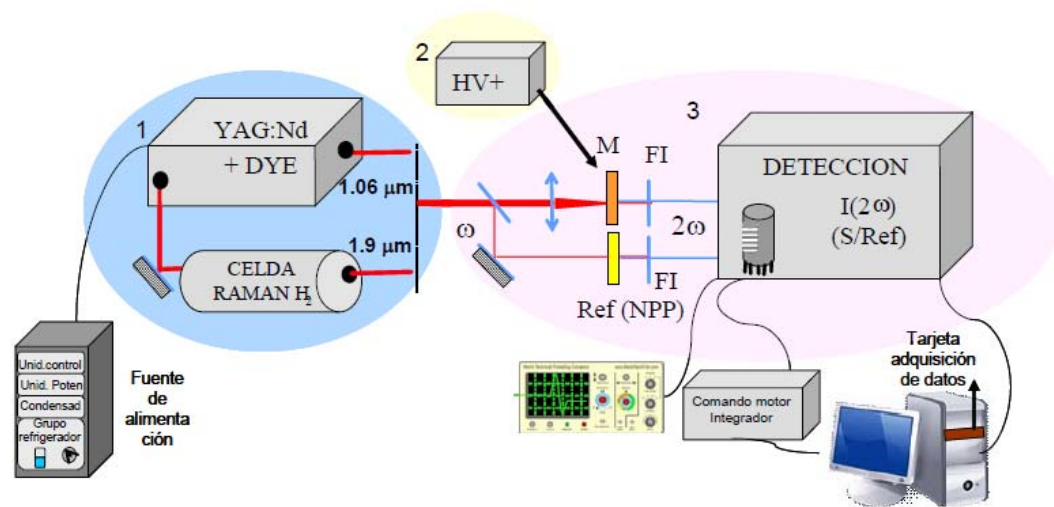 1
YAG:Nd
+ DYE
1.06 µm
1.9 µm
CELDA
RAMAN H2
Unid.control
Unid. Poten
Condensad
Grupo
refrigerador
Fuente
de
alimenta
ción
2
HV+
3
M
FI
ω
2ω
FI
Ref (NPP)
DETECCION
I(2ω)
(S/Ref)
Comando motor
Integrador
Tarjeta
adquisición
de datos